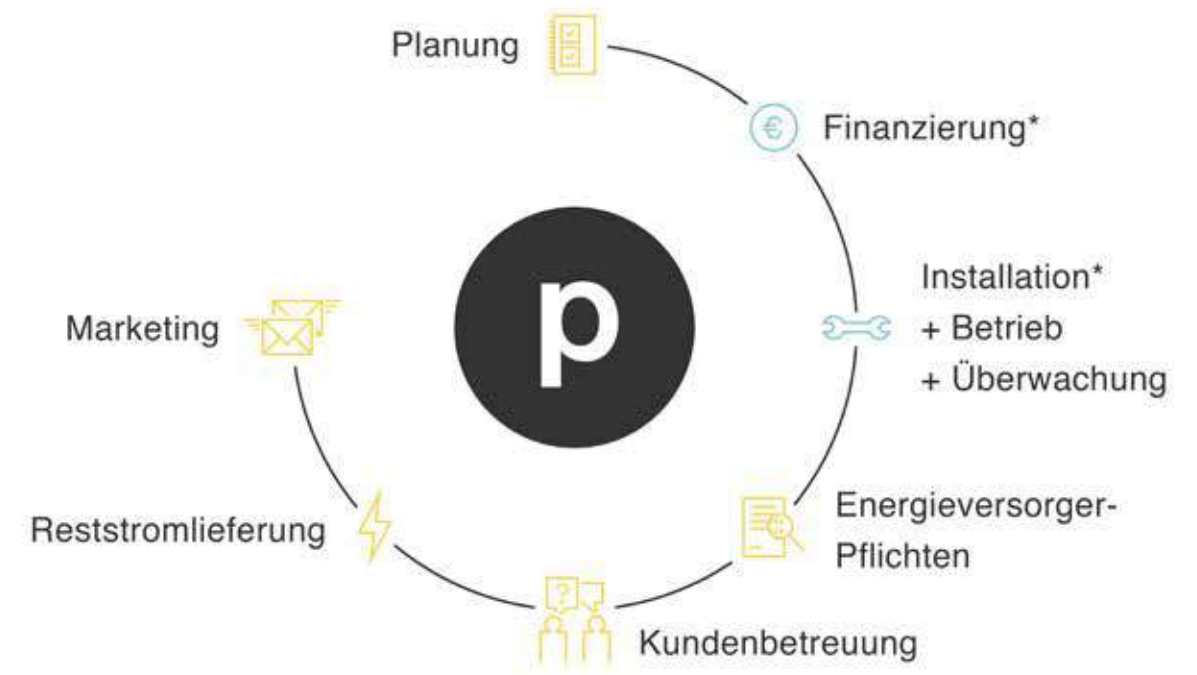 Planung
Finanzierung*
Installation*
+ Betrieb
+ Überwachung
Energieversorger-
Pflichten
Kundenbetreuung
Reststromlieferung
Marketing
p